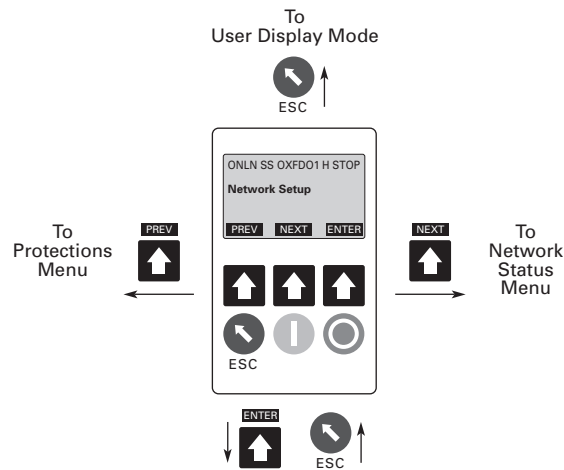 To
User Display Mode
ESC
ONLN SS OXFDO1 H STOP
Network Setup
PREV NEXT ENTER
To
Protections
Menu
PREV
NEXT
To
Network
Status
Menu
ESC
ENTER
ESC